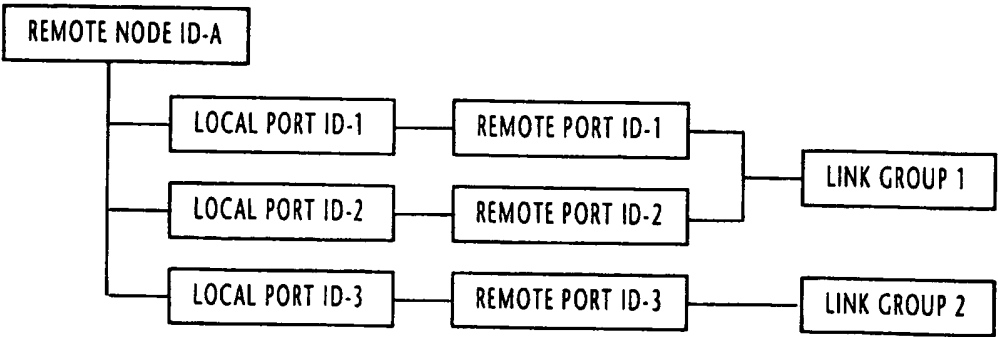 REMOTE NODE ID-A
LOCAL PORT ID-1
REMOTE PORT ID-1
LINK GROUP 1
LOCAL PORT ID-2
REMOTE PORT ID-2
LOCAL PORT ID-3
REMOTE PORT ID-3
LINK GROUP 2